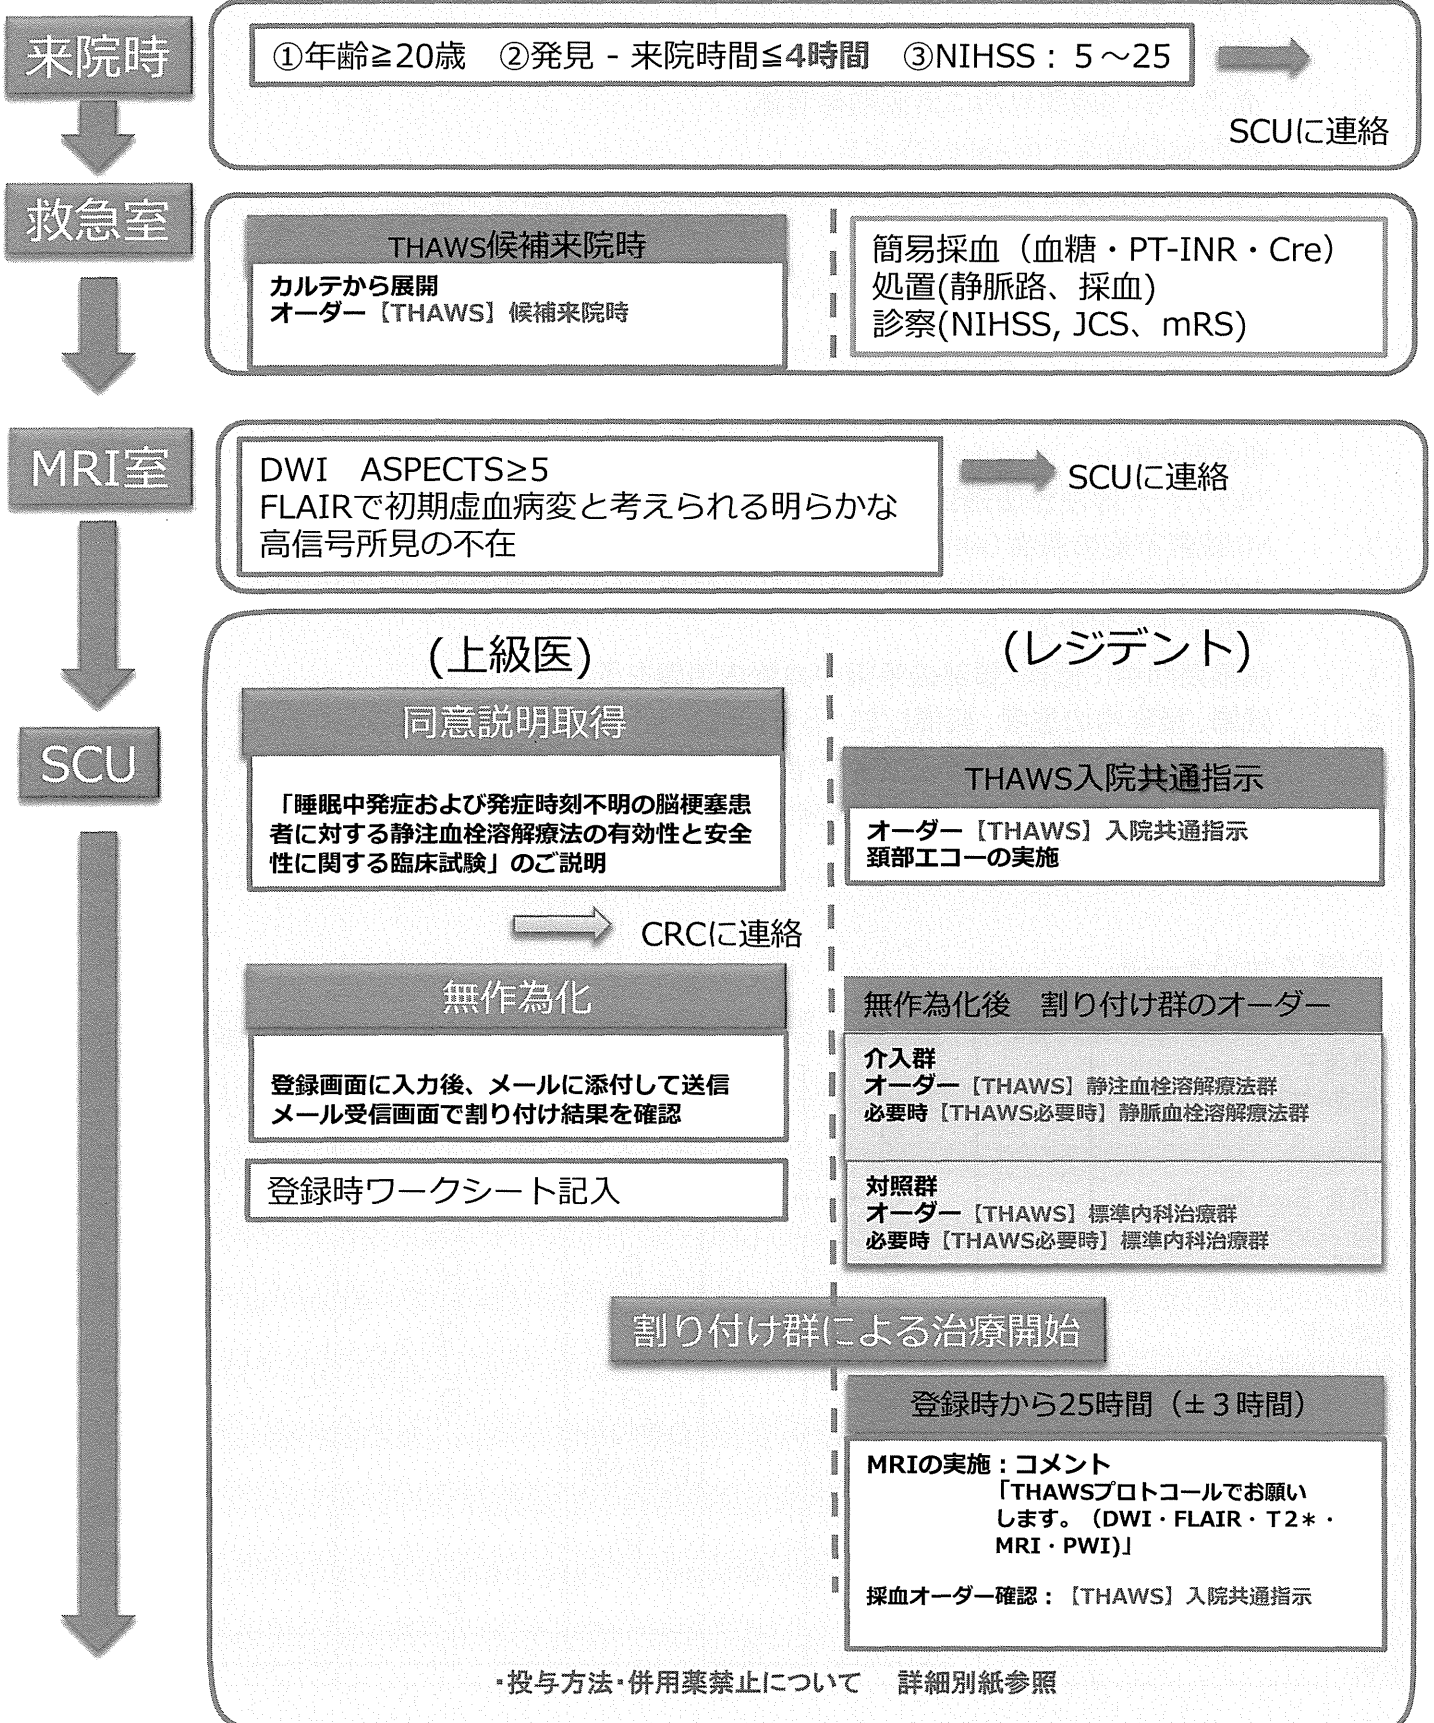 来院時
①年齢≧20歳　②発見 - 来院時間≦4時間　③NIHSS：５～25
SCUに連絡
救急室
THAWS候補来院時
カルテから展開
オーダー【THAWS】候補来院時
簡易採血（血糖・PT-INR・Cre）
処置(静脈路、採血)
診察(NIHSS, JCS、mRS)
MRI室
DWI　ASPECTS≥5
FLAIRで初期虚血病変と考えられる明らかな
高信号所見の不在
SCUに連絡
SCU
(上級医)
同意説明取得
「睡眠中発症および発症時刻不明の脳梗塞患
者に対する静注血栓溶解療法の有効性と安全
性に関する臨床試験」のご説明
CRCに連絡
無作為化
登録画面に入力後、メールに添付して送信
メール受信画面で割り付け結果を確認
登録時ワークシート記入
(レジデント)
THAWS入院共通指示
オーダー【THAWS】入院共通指示
頚部エコーの実施
無作為化後　割り付け群のオーダー
介入群
オーダー【THAWS】静注血栓溶解療法群
必要時【THAWS必要時】静脈血栓溶解療法群
対照群
オーダー【THAWS】標準内科治療群
必要時【THAWS必要時】標準内科治療群
割り付け群による治療開始
登録時から25時間（±３時間）
MRIの実施：コメント
「THAWSプロトコールでお願い
します。（DWI・FLAIR・Ｔ2＊・
MRI・PWI)」
採血オーダー確認：【THAWS】入院共通指示
・投与方法・併用薬禁止について　詳細別紙参照